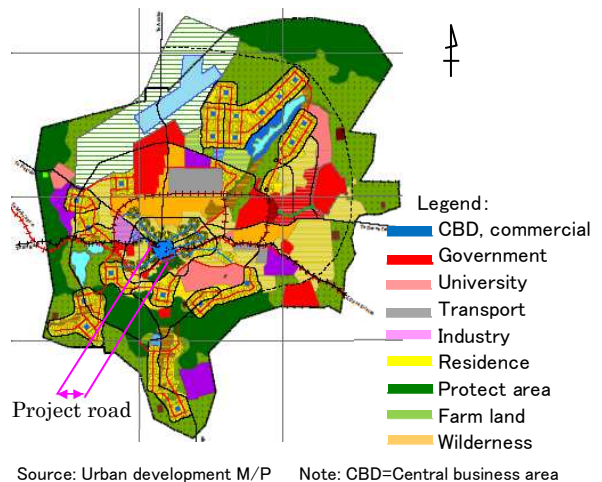 Legend:
CBD, commercial
Government
University
Transport
Industry
Residence
Protect area
Farm land
Wilderness
Project road
Source: Urban development M/P Note: CBD=Central business area